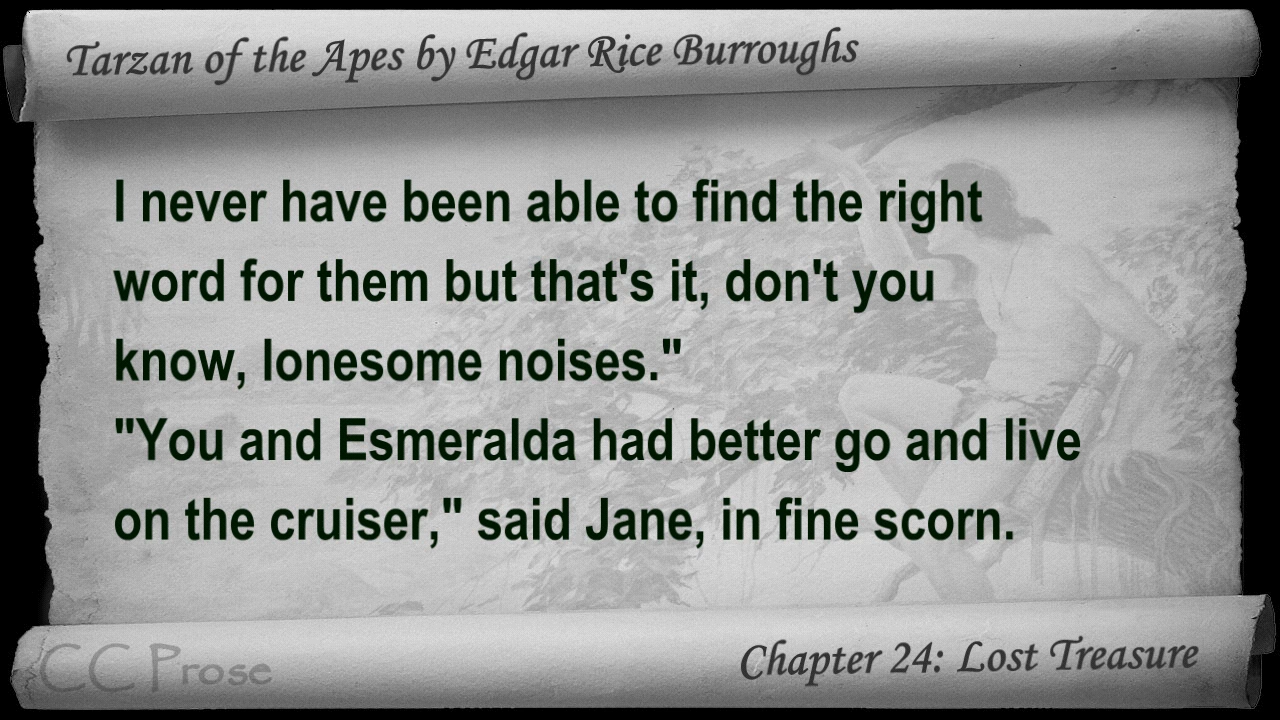 Tarzan of the Apes by Edgar Rice Burroughs
I never have been able to find the right
word for them but that's it, don't you
know, lonesome noises."
"You and Esmeralda had better go and live
on the cruiser," said Jane, in fine scorn.
CC Prose
Chapter 24: Lost Treasure